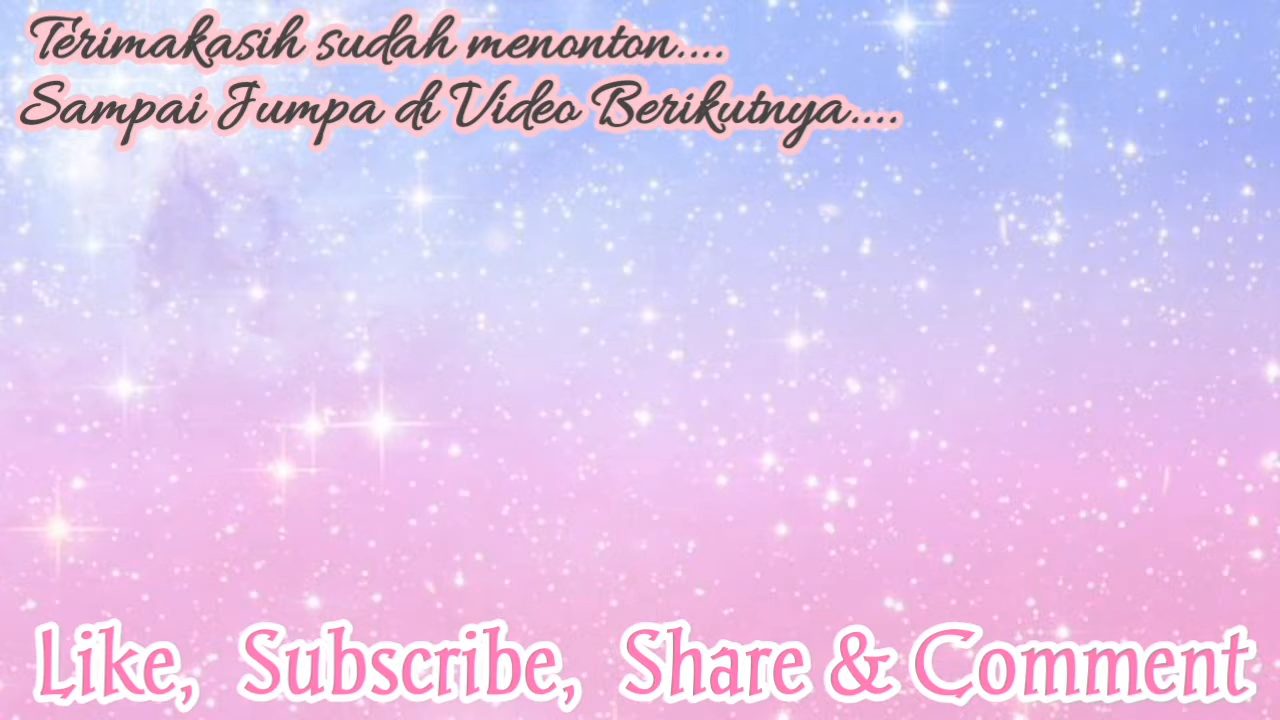 Terimakasih sudah menonton....
Sampai Jumpa di Video Berikutnya....
Like, Subscribe, Share & Comment